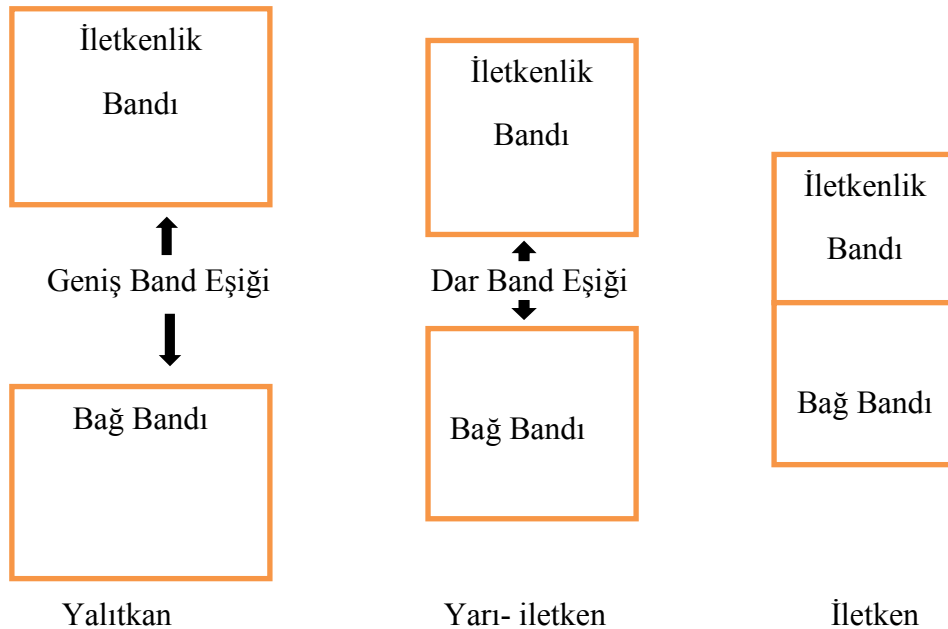 İletkenlik
Bandı
Geniş Band Eşiği
Bağ Bandı
Yalıtkan
İletkenlik
Bandı
Dar Band Eşiği
Bağ Bandı
Yarı- iletken
İletkenlik
Bandı
Bağ Bandı
İletken